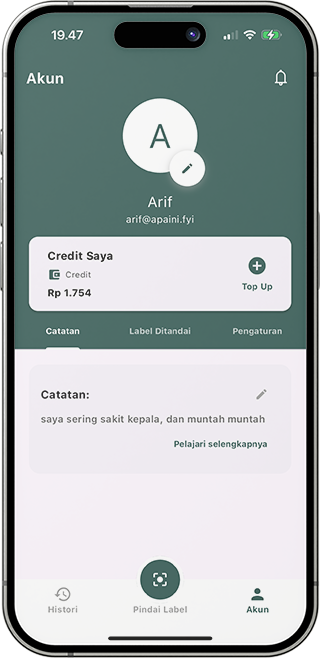 19.47
Akun
A
Arif
arif@apaini.fyi
Credit Saya
Credit
Rp 1.754
Top Up
Catatan
Label Ditandai
Pengaturan
Catatan:
saya sering sakit kepala, dan muntah muntah
Pelajari selengkapnya
Histori
Pindai Label
Akun